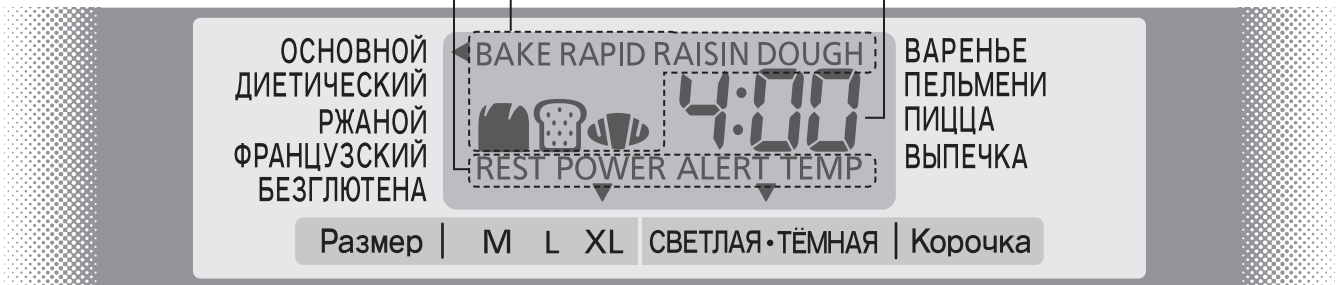 ОСНОВНОЙ
ДИЕТИЧЕСКИЙ
РЖАНОЙ
ФРАНЦУЗСКИЙ
БЕЗГЛЮТЕНА
BAKE RAPID RAISIN DOUGH
4:00
REST POWER ALERT TEMP
ВАРЕНЬЕ
ПЕЛЬМЕНИ
ПИЦЦА
ВЫПЕЧКА
Размер | M L XL СВЕТЛАЯ•ТЁМНАЯ | Корочка